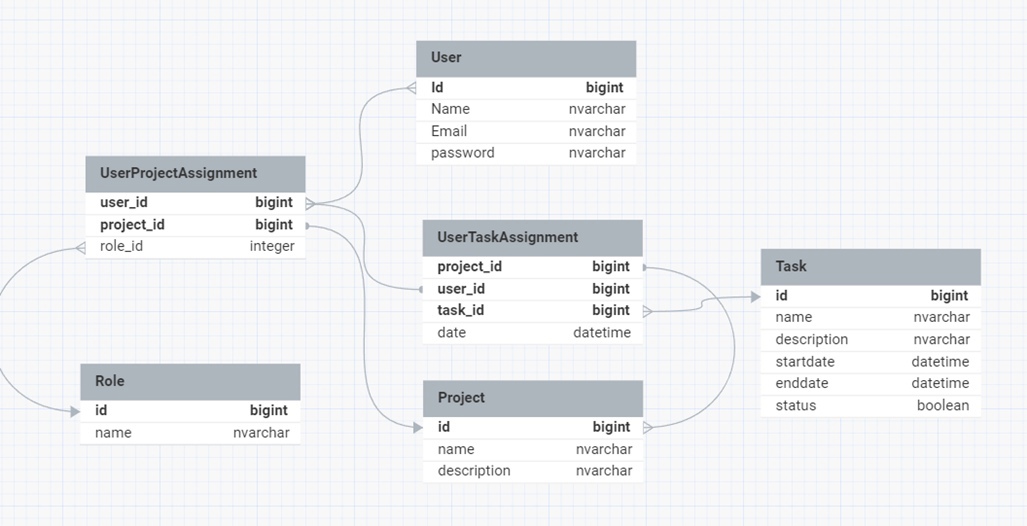 User
Id bigint
Name nvarchar
Email nvarchar
password nvarchar
UserProjectAssignment
user_id bigint
project_id bigint
role_id integer
UserTaskAssignment
project_id bigint
user_id bigint
task_id bigint
date datetime
Task
id bigint
name nvarchar
description nvarchar
startdate datetime
enddate datetime
status boolean
Role
id bigint
name nvarchar
Project
id bigint
name nvarchar
description nvarchar